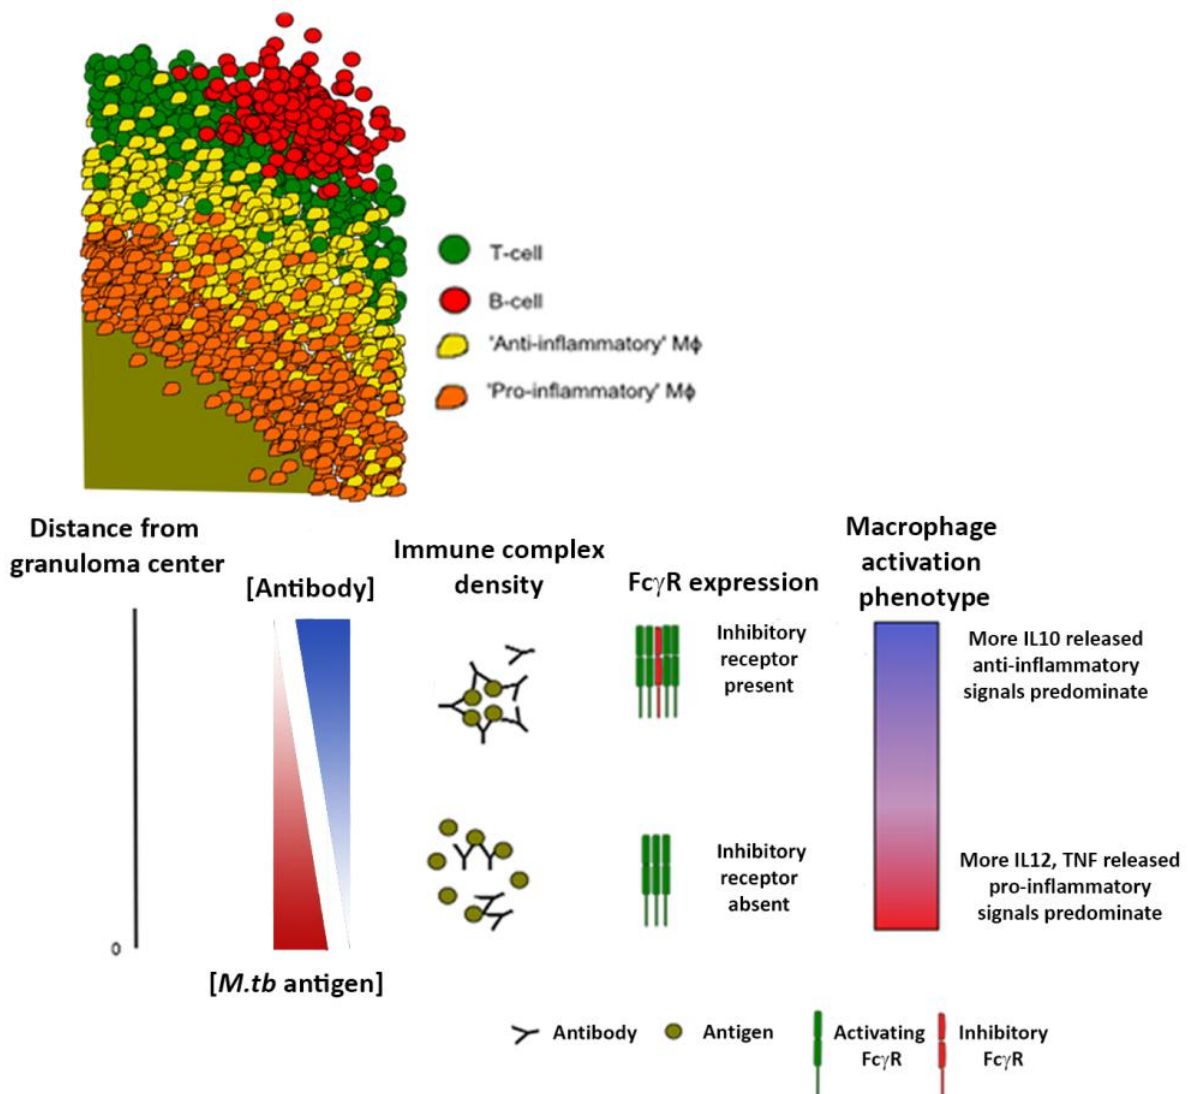 T-cell
B-cell
'Anti-inflammatory' Mϕ
'Pro-inflammatory' Mϕ
Distance from
granuloma center
[Antibody]
Immune complex
density
FcγR expression
Macrophage
activation
phenotype
Inhibitory
receptor
present
More IL10 released
anti-inflammatory
signals predominate
Inhibitory
receptor
absent
More IL12, TNF released
pro-inflammatory
signals predominate
0
[M.tb antigen]
Antibody
Antigen
Activating
FcγR
Inhibitory
FcγR